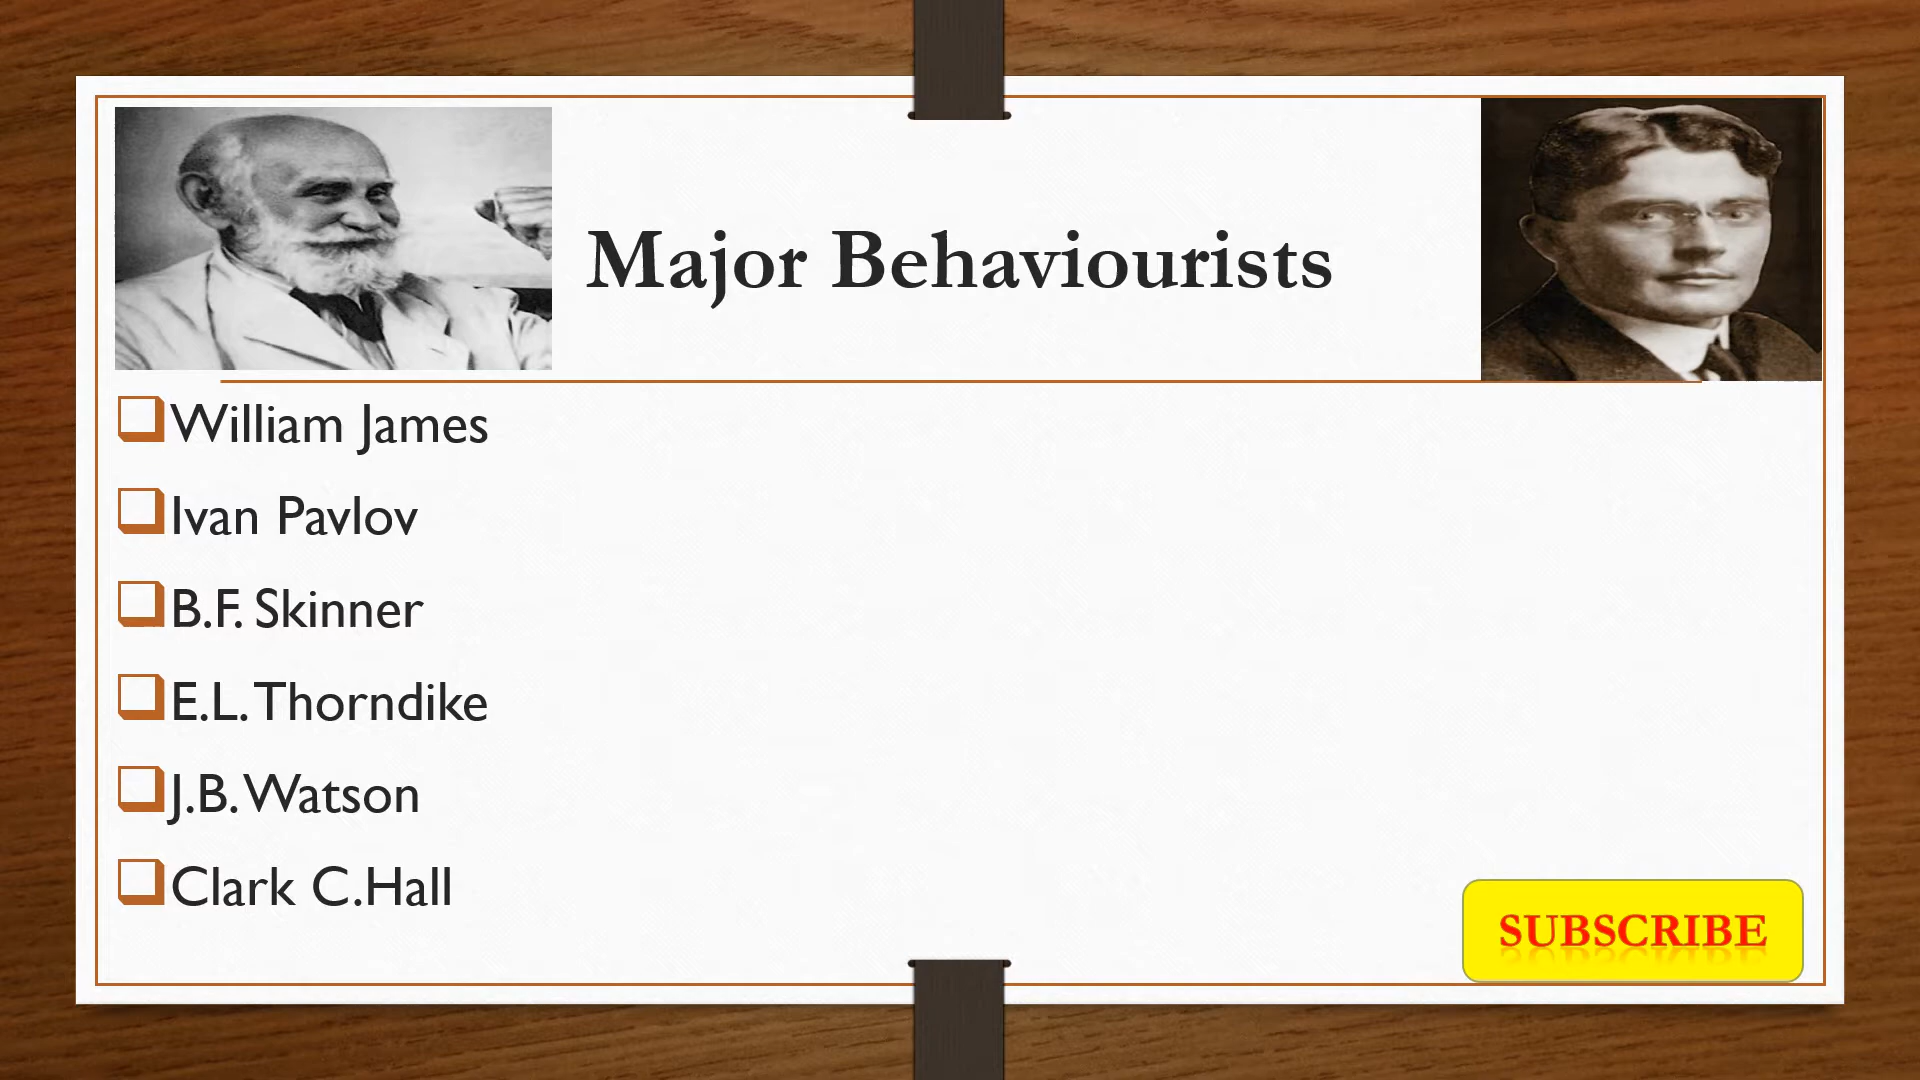 Major Behaviourists
William James
Ivan Pavlov
B.F. Skinner
E.L. Thorndike
J.B. Watson
Clark C.Hall
SUBSCRIBE